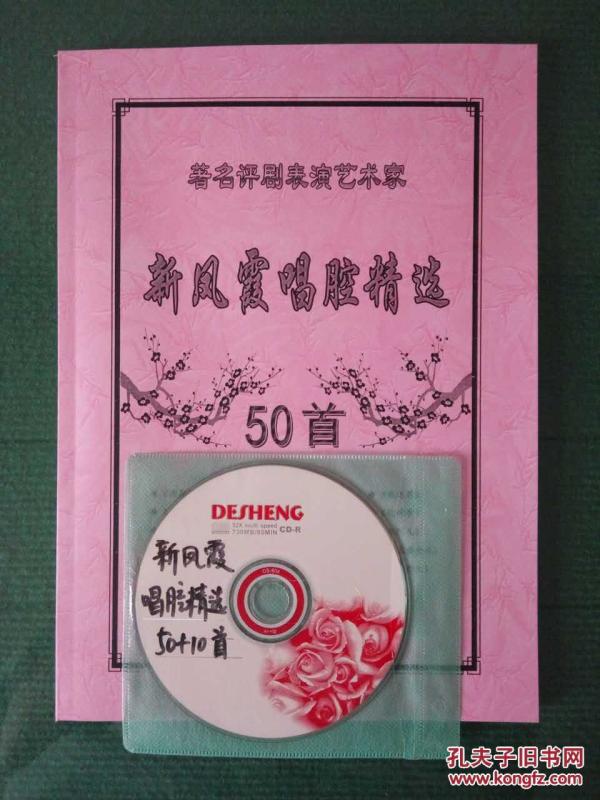 著名评剧表演艺术家
新凤霞唱腔精选
50首
DESHENG
52X multi speed
CD-R
730MB/80MIN
新凤霞
唱腔精选
50+10首
孔夫子旧书网
www.kongfz.com